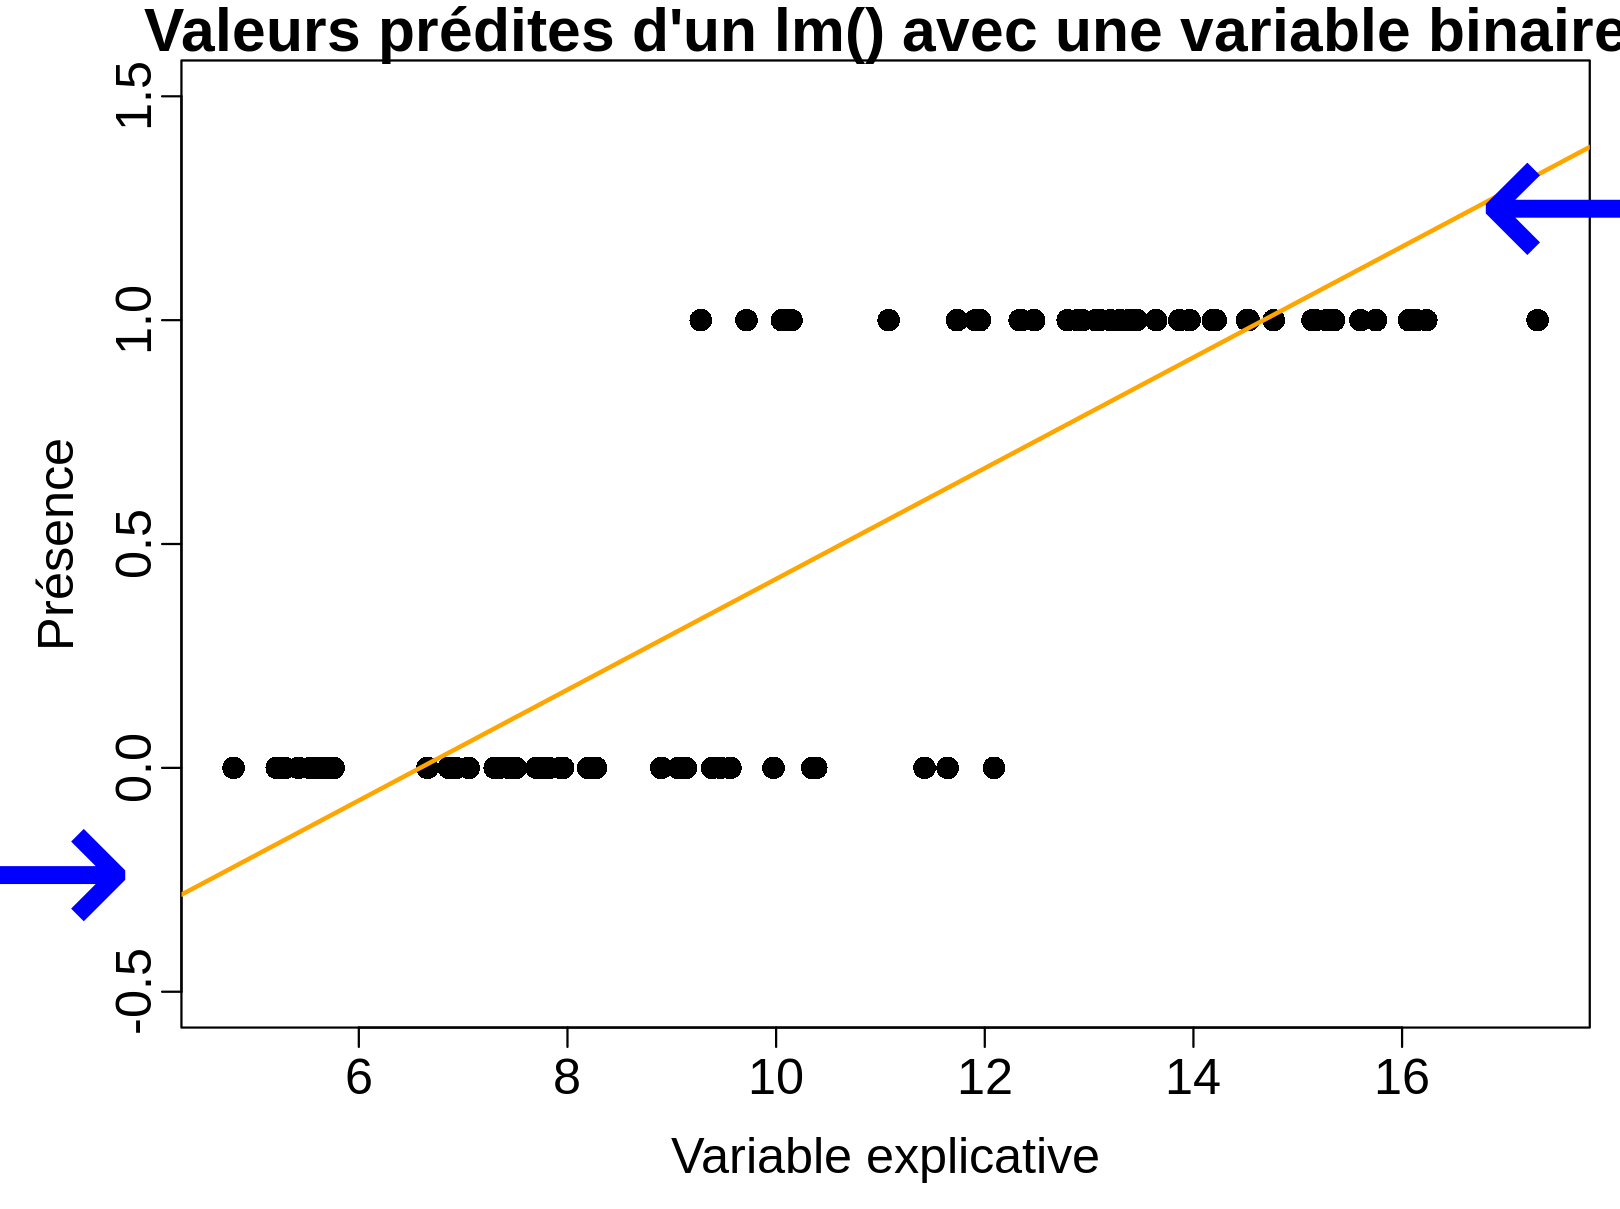 Valeurs prédites d'un lm() avec une variable binaire
1.5
1.0
0.5
0.0
-0.5
Présence
6 8 10 12 14 16
Variable explicative